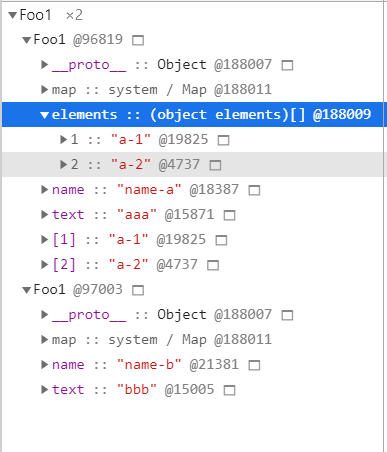 Foo1 ×2
Foo1 @96819
__proto__ :: Object @188007
map :: system / Map @188011
elements :: (object elements)[] @188009
1 :: "a-1" @19825
2 :: "a-2" @4737
name :: "name-a" @18387
text :: "aaa" @15871
[1] :: "a-1" @19825
[2] :: "a-2" @4737
Foo1 @97003
__proto__ :: Object @188007
map :: system / Map @188011
name :: "name-b" @21381
text :: "bbb" @15005